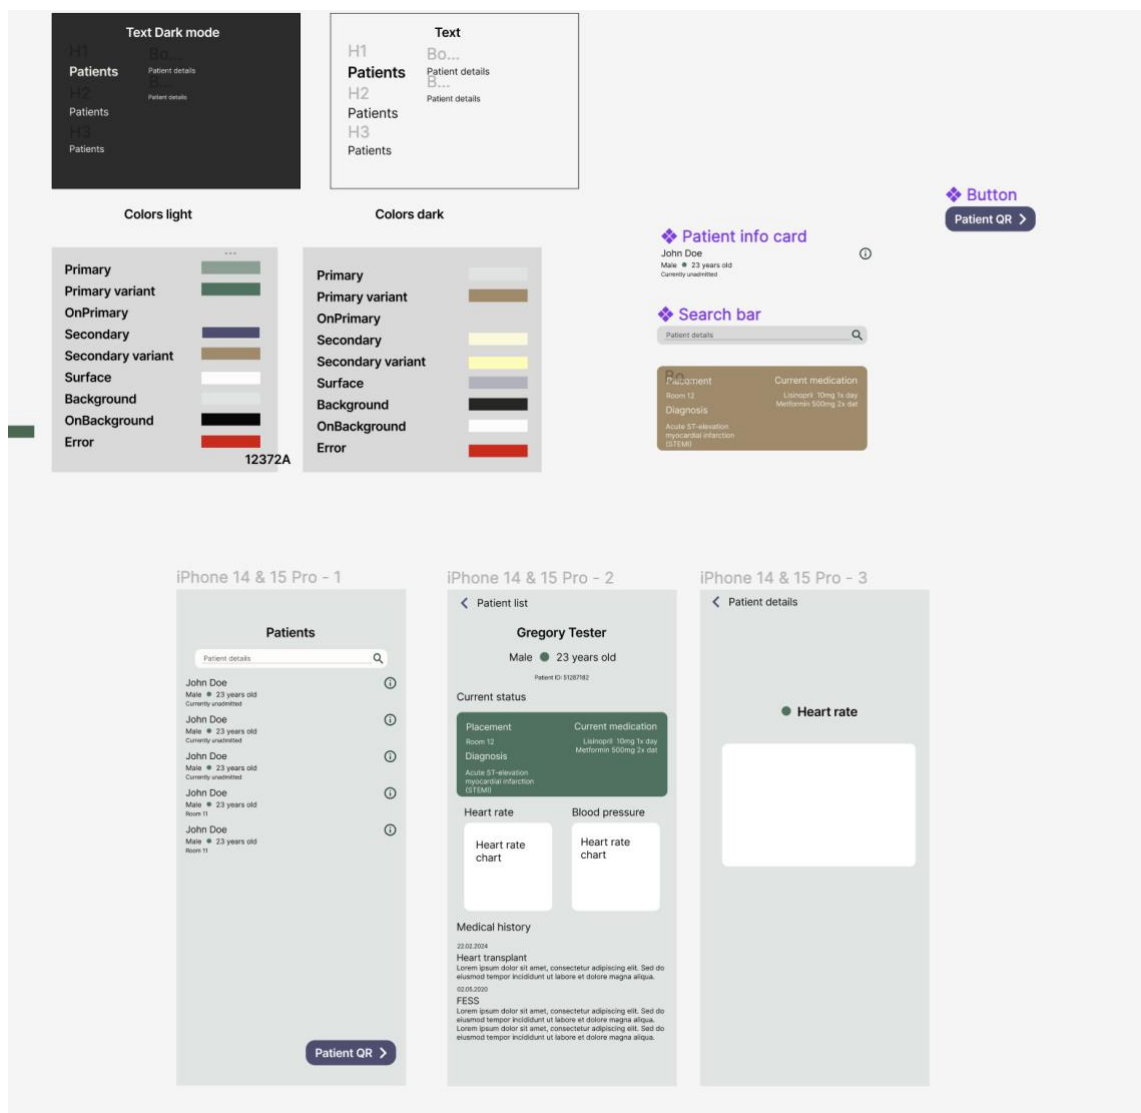 Text Dark mode
H1
Bo...
Patients
Patient details
B...
H2
Patient details
Patients
H3
Patients
Text
H1
Bo...
Patients
Patient details
B...
H2
Patient details
Patients
H3
Patients
Colors light
Primary
Primary variant
OnPrimary
Secondary
Secondary variant
Surface
Background
OnBackground
Error
12372A
Colors dark
Primary
Primary variant
OnPrimary
Secondary
Secondary variant
Surface
Background
OnBackground
Error
Button
Patient QR
Patient info card
John Doe
Male 23 years old
Currently unadmitted
Search bar
Patient details
Bo...
Placement
Current medication
Room 12
Lisinopril 10mg 1x day
Metformin 500mg 2x dat
Diagnosis
Acute ST-elevation
myocardial infarction
(STEMI)
iPhone 14 & 15 Pro - 1
Patients
Patient details
John Doe
Male 23 years old
Currently unadmitted
John Doe
Male 23 years old
Currently unadmitted
John Doe
Male 23 years old
Currently unadmitted
John Doe
Male 23 years old
Room 11
John Doe
Male 23 years old
Room 11
Patient QR
iPhone 14 & 15 Pro - 2
Patient list
Gregory Tester
Male 23 years old
Patient ID: 51287182
Current status
Placement
Current medication
Room 12
Lisinopril 10mg 1x day
Metformin 500mg 2x dat
Diagnosis
Acute ST-elevation
myocardial infarction
(STEMI)
Heart rate
Blood pressure
Heart rate
chart
Heart rate
chart
Medical history
22.02.2024
Heart transplant
Lorem ipsum dolor sit amet, consectetur adipiscing elit. Sed do
eiusmod tempor incididunt ut labore et dolore magna aliqua.
02.05.2020
FESS
Lorem ipsum dolor sit amet, consectetur adipiscing elit. Sed do
eiusmod tempor incididunt ut labore et dolore magna aliqua.
Lorem ipsum dolor sit amet, consectetur adipiscing elit. Sed do
eiusmod tempor incididunt ut labore et dolore magna aliqua.
iPhone 14 & 15 Pro - 3
Patient details
Heart rate